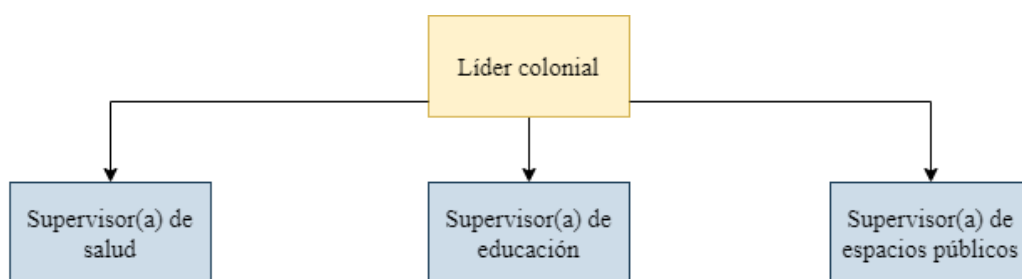 Líder colonial
Supervisor(a) de
salud
Supervisor(a) de
educación
Supervisor(a) de
espacios públicos